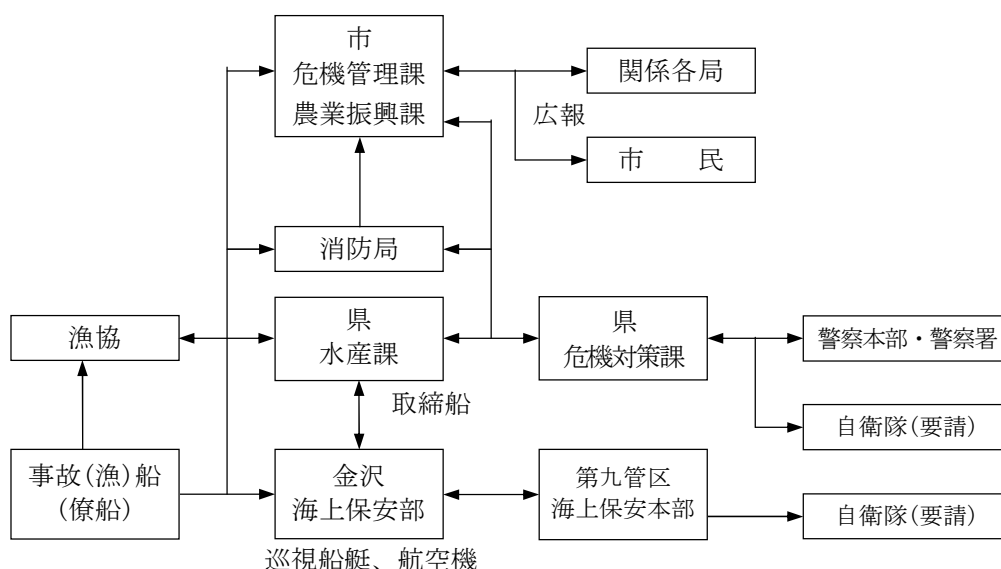 市
危機管理課
農業振興課
関係各局
広報
市　民
消防局
漁協
県
水産課
県
危機対策課
警察本部・警察署
取締船
自衛隊(要請)
事故(漁)船
(僚船)
金沢
海上保安部
第九管区
海上保安本部
自衛隊(要請)
巡視船艇、航空機